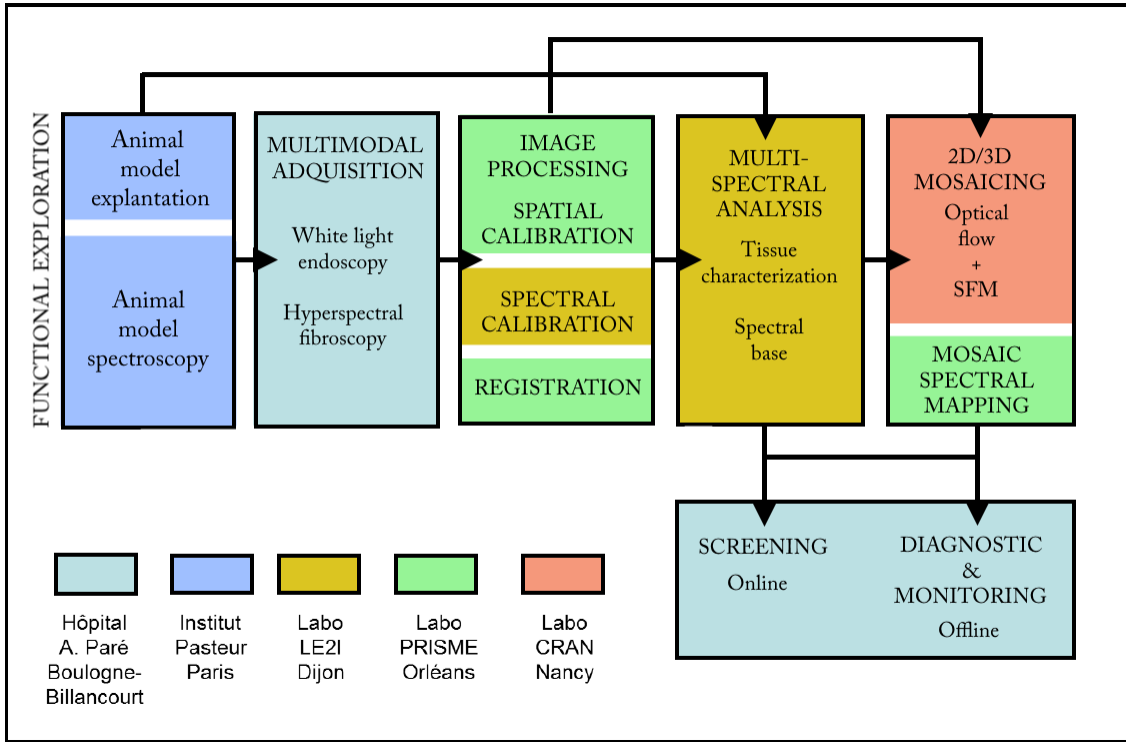 FUNCTIONAL EXPLORATION
Animal
model
explantation
Animal
model
spectroscopy
MULTIMODAL
ADQUISITION
White light
endoscopy
Hyperspectral
fibroscopy
IMAGE
PROCESSING
SPATIAL
CALIBRATION
SPECTRAL
CALIBRATION
REGISTRATION
MULTI-
SPECTRAL
ANALYSIS
Tissue
characterization
Spectral
base
2D/3D
MOSAICING
Optical
flow
+
SFM
MOSAIC
SPECTRAL
MAPPING
SCREENING
Online
DIAGNOSTIC
&
MONITORING
Offline
Hôpital
A. Paré
Boulogne-
Billancourt
Institut
Pasteur
Paris
Labo
LE2I
Dijon
Labo
PRISME
Orléans
Labo
CRAN
Nancy